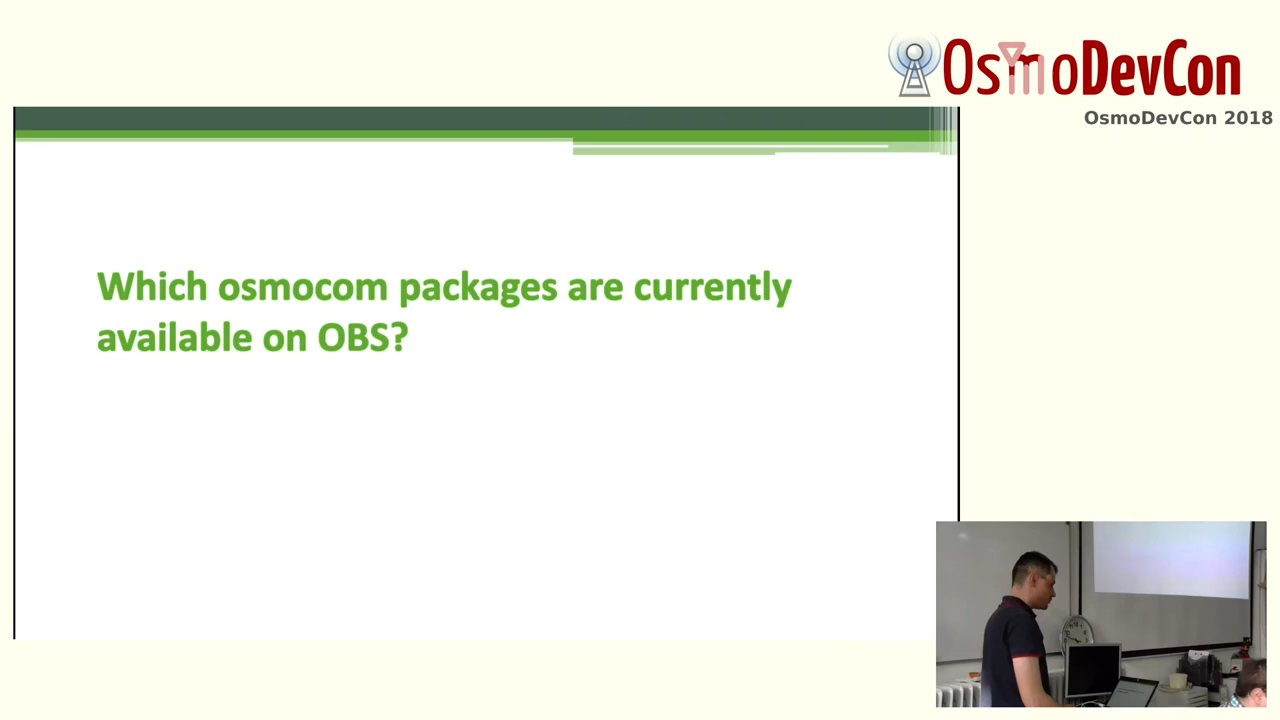 OsmoDevCon
OsmoDevCon 2018
Which osmocom packages are currently
available on OBS?